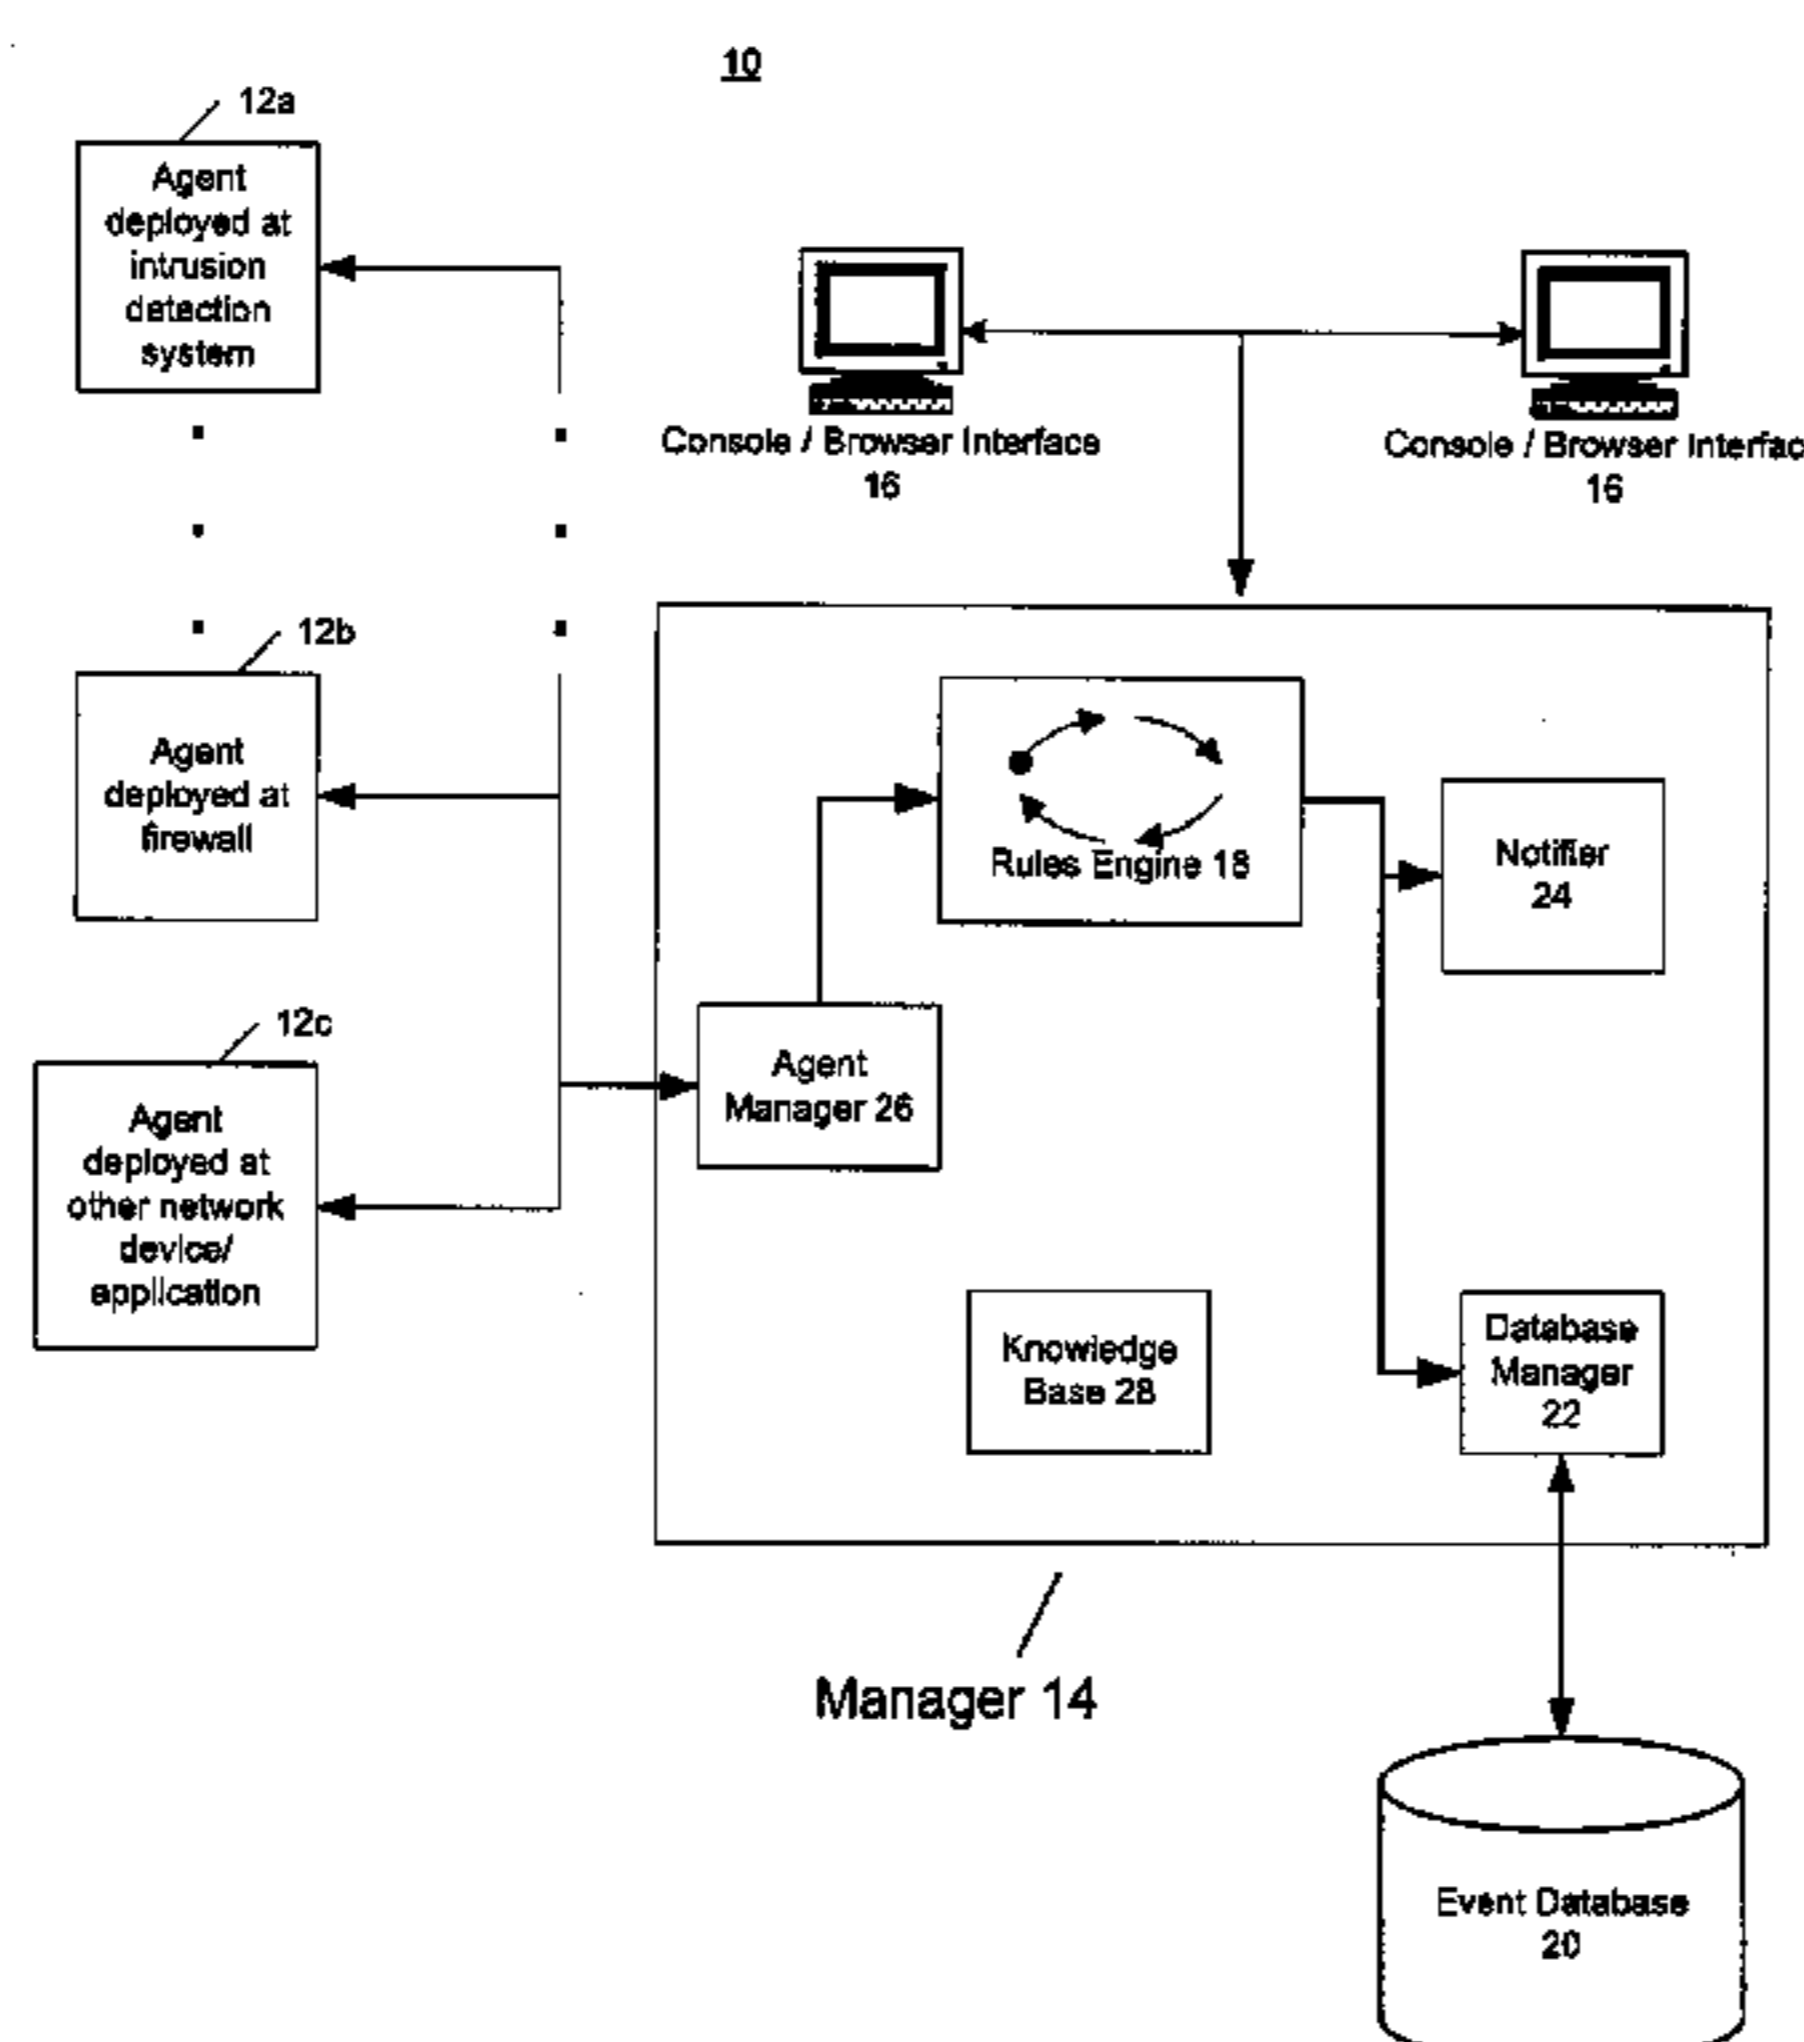 10
12a
Agent
deployed at
intrusion
detection
system
Console / Browser Interface
16
Console / Browser Interfac
16
12b
Agent
deployed at
firewall
Rules Engine 18
Notifier
24
12c
Agent
deployed at
other network
device/
application
Agent
Manager 26
Knowledge
Base 28
Database
Manager
22
Manager 14
Event Database
20